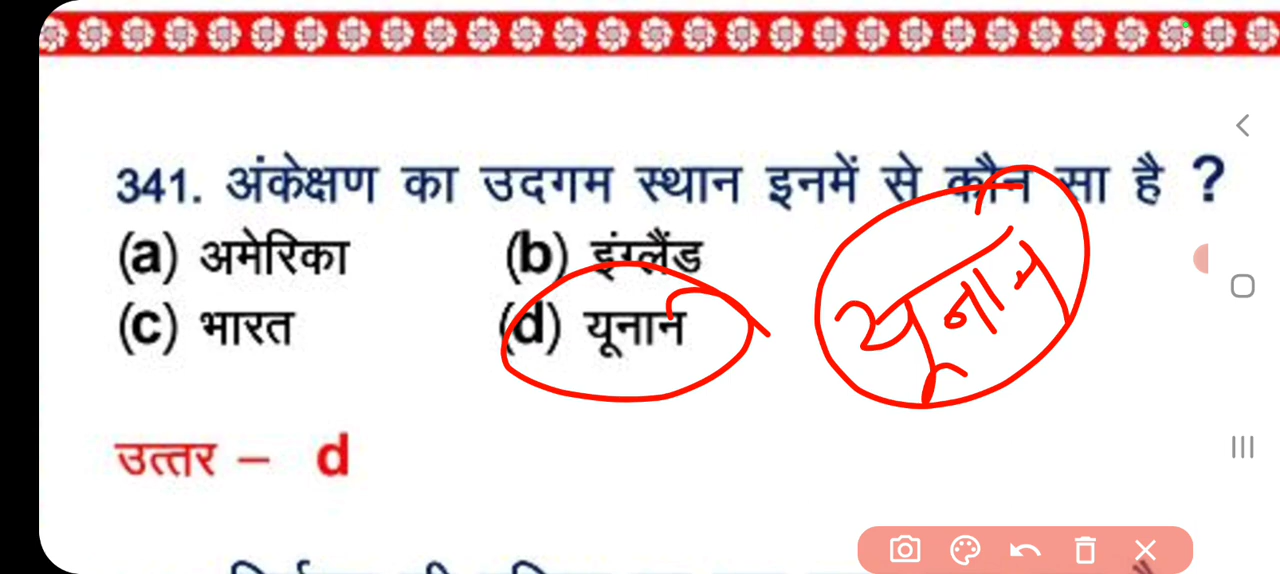 341. अंकेक्षण का उदगम स्थान इनमें से कौन सा है ?
(a) अमेरिका (b) इंग्लैंड
(c) भारत (d) यूनान
यूनान
उत्तर – d